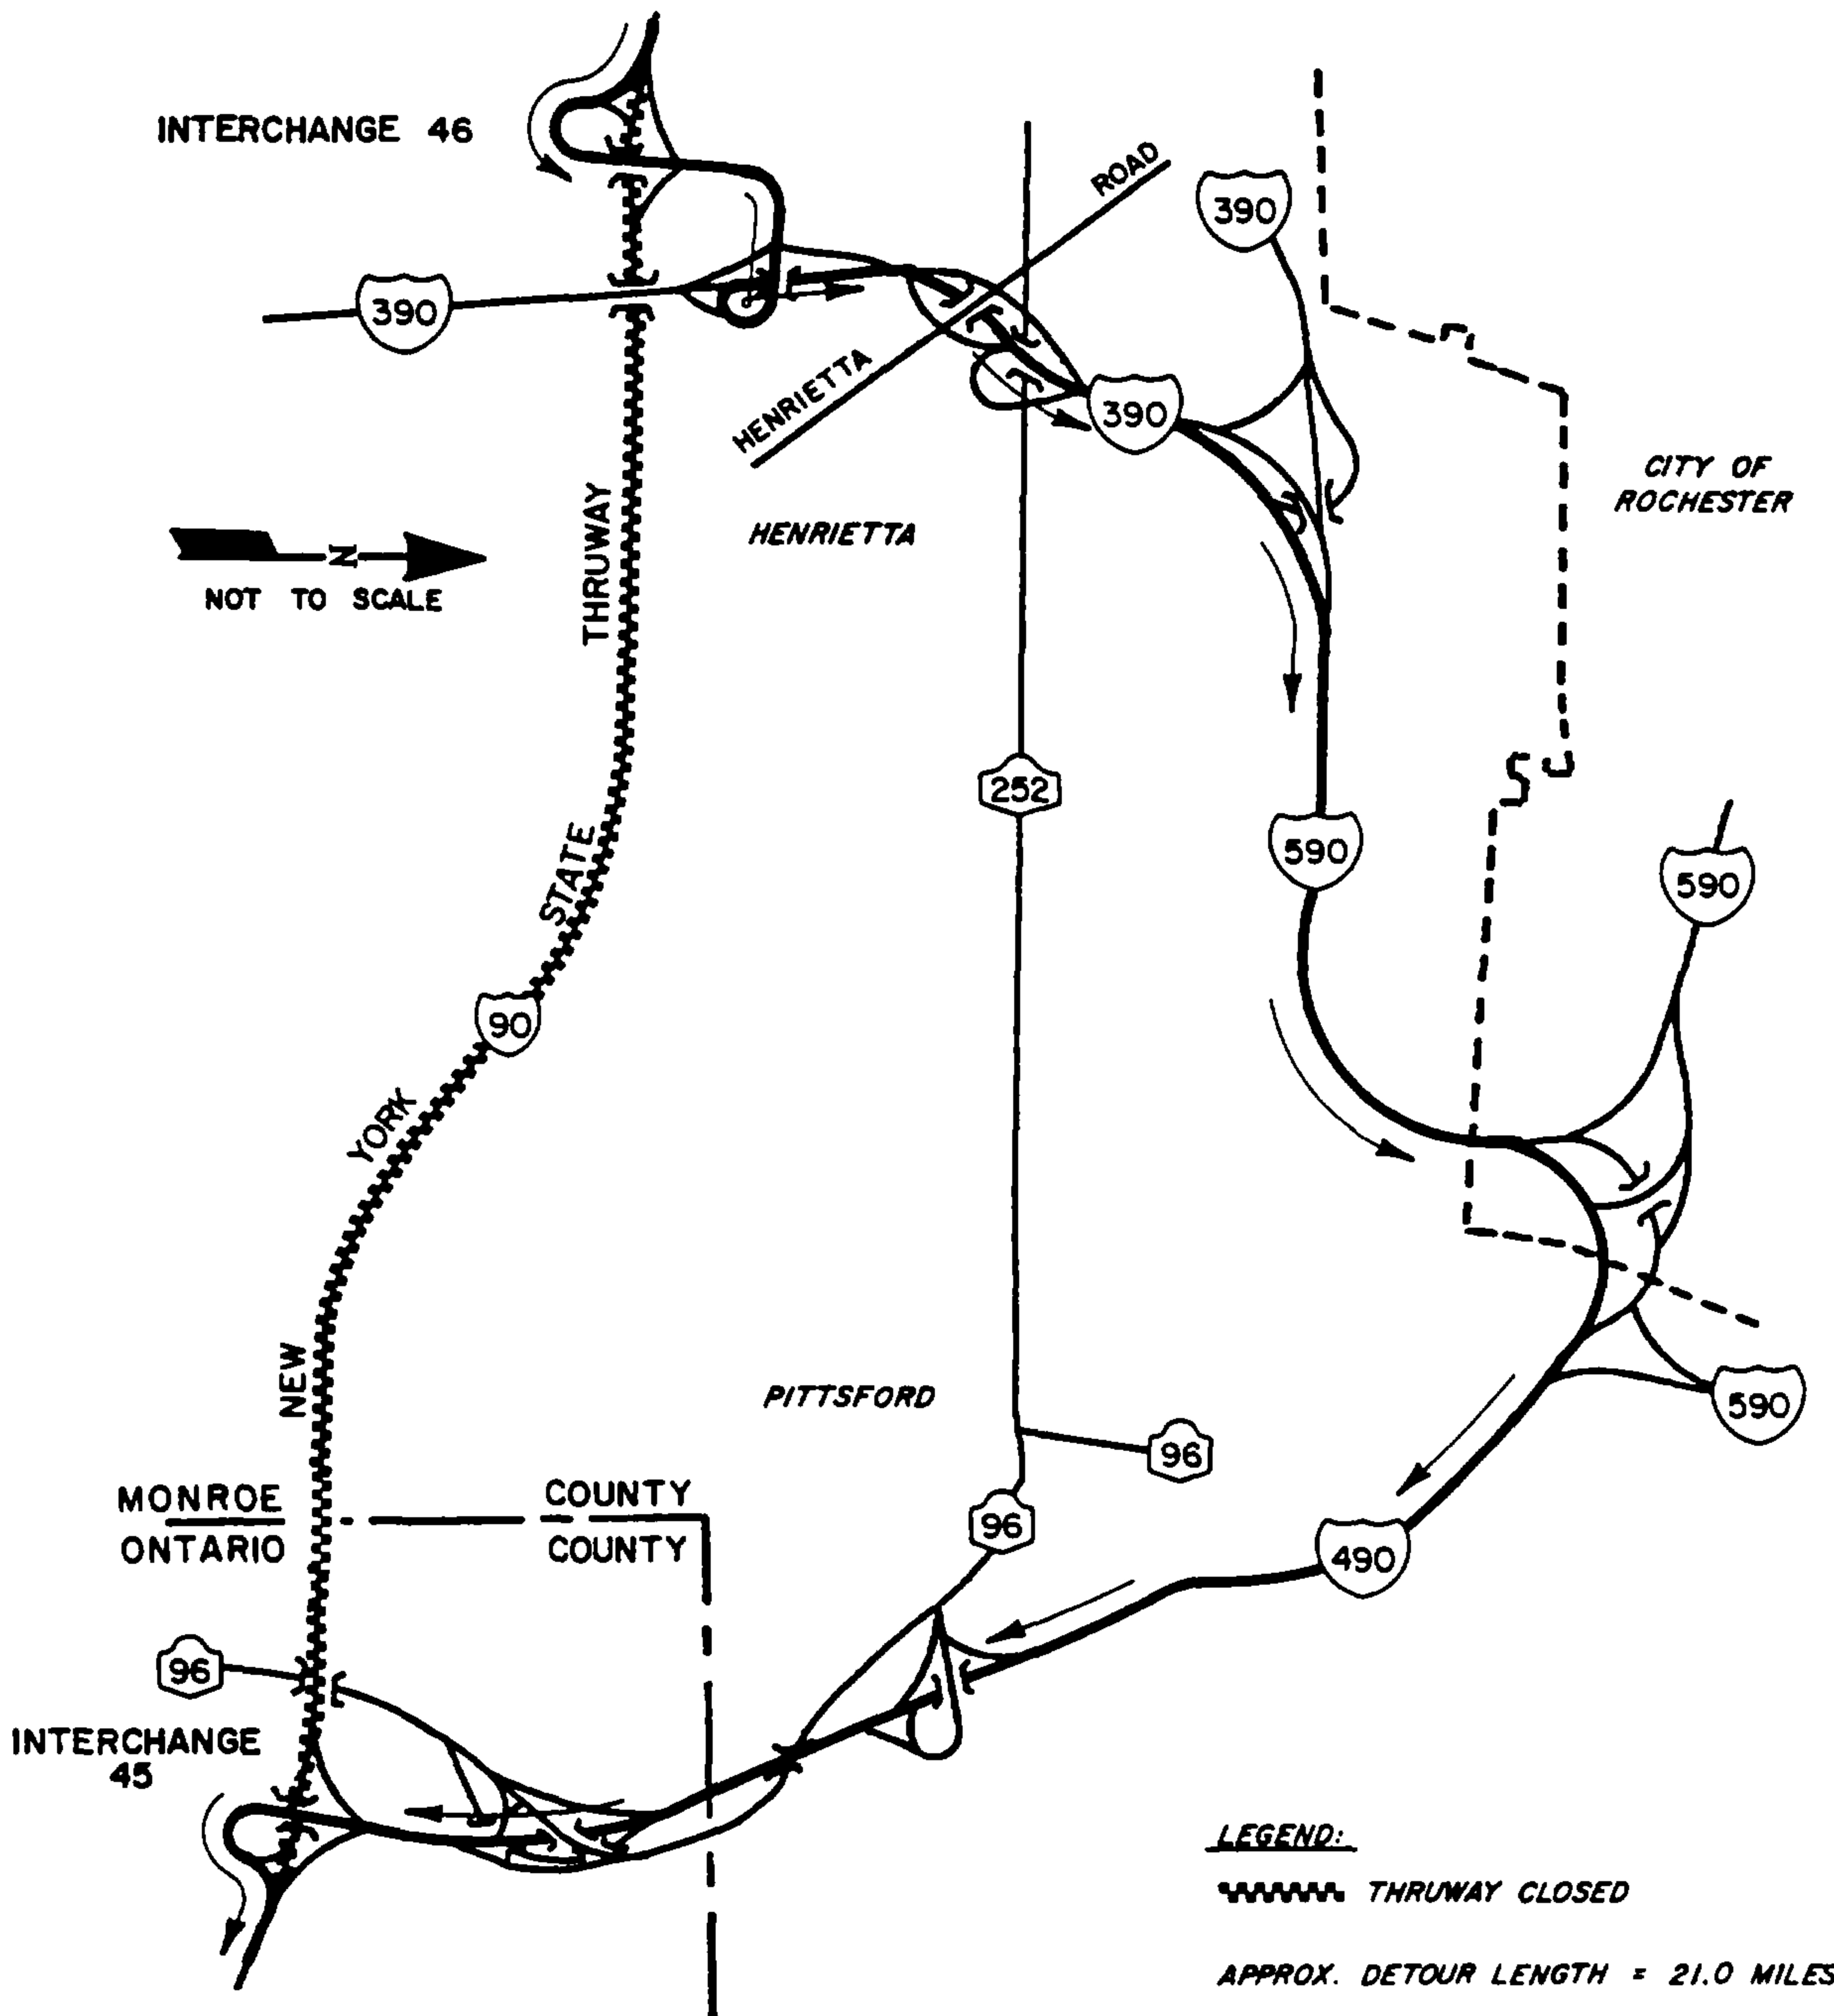 INTERCHANGE 46
ROAD
390
390
HENRIETTA
390
CITY OF
ROCHESTER
THRUWAY
HENRIETTA
N
NOT TO SCALE
252
STATE
590
590
90
YORK
NEW
PITTSFORD
590
96
MONROE COUNTY
ONTARIO COUNTY
96
490
96
INTERCHANGE
45
LEGEND:
THRUWAY CLOSED
APPROX. DETOUR LENGTH = 21.0 MILES